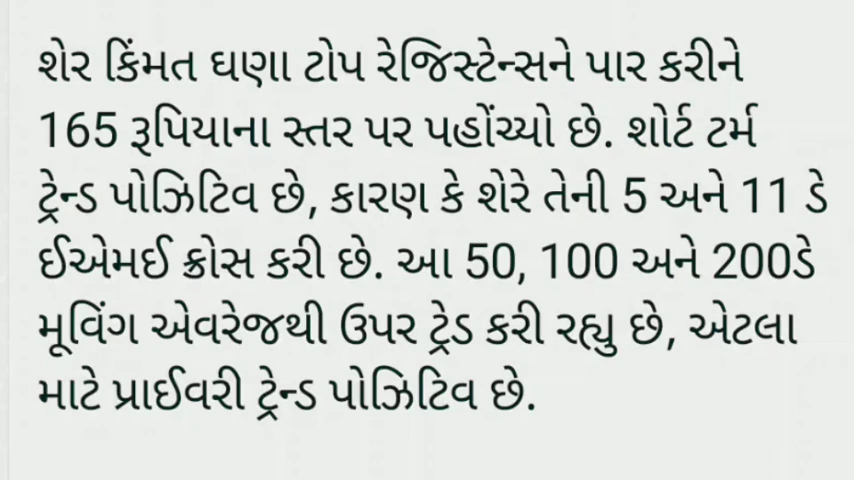 શેર કિંમત ઘણા ટોપ રેજિસ્ટેન્સને પાર કરીને
165 રૂપિયાના સ્તર પર પહોંચ્યો છે. શોર્ટ ટર્મ
ટ્રેન્ડ પોઝિટિવ છે, કારણ કે શેરે તેની 5 અને 11 ડે
ઈએમઈ ક્રોસ કરી છે. આ 50, 100 અને 200ડે
મૂવિંગ એવરેજથી ઉપર ટ્રેડ કરી રહ્યુ છે, એટલા
માટે પ્રાઈવરી ટ્રેન્ડ પોઝિટિવ છે.